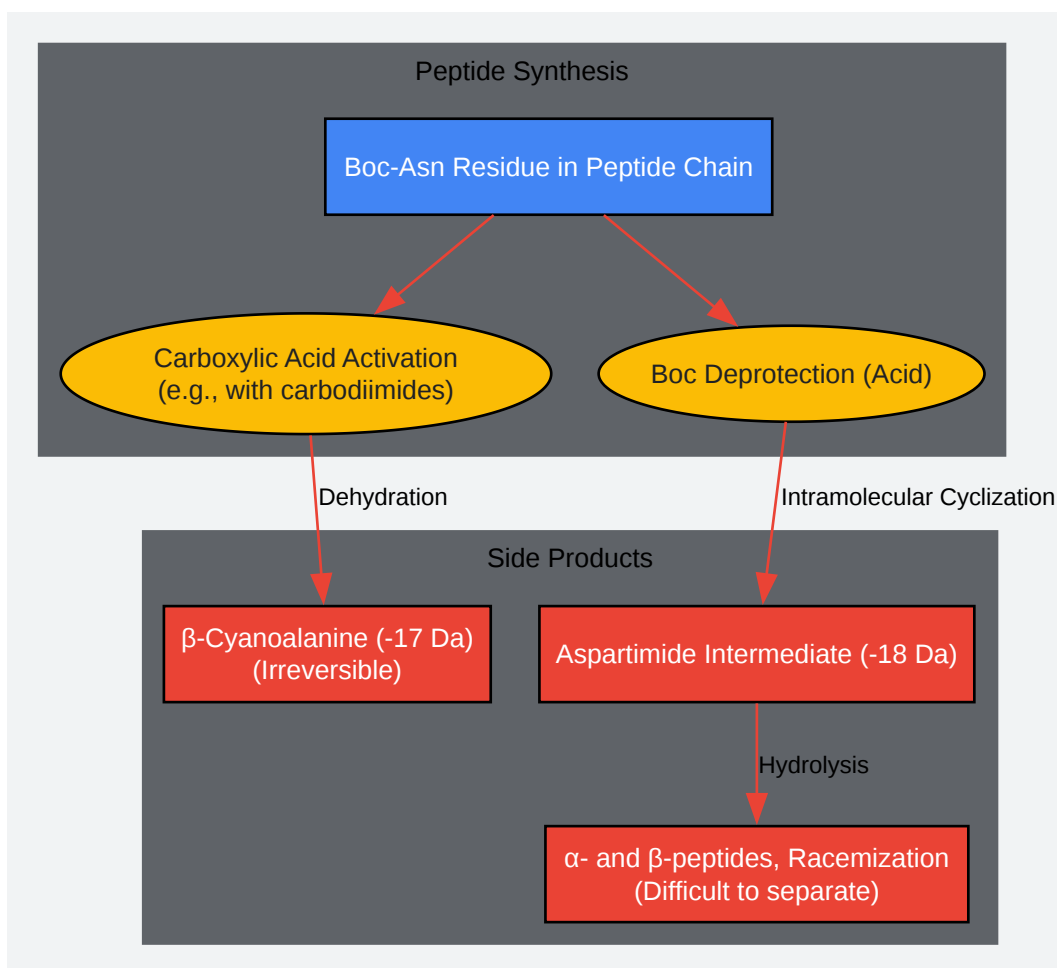 Peptide Synthesis
Boc-Asn Residue in Peptide Chain
Carboxylic Acid Activation
(e.g., with carbodiimides)
Boc Deprotection (Acid)
Dehydration
Intramolecular Cyclization
Side Products
β-Cyanoalanine (-17 Da)
(Irreversible)
Aspartimide Intermediate (-18 Da)
Hydrolysis
α- and β-peptides, Racemization
(Difficult to separate)